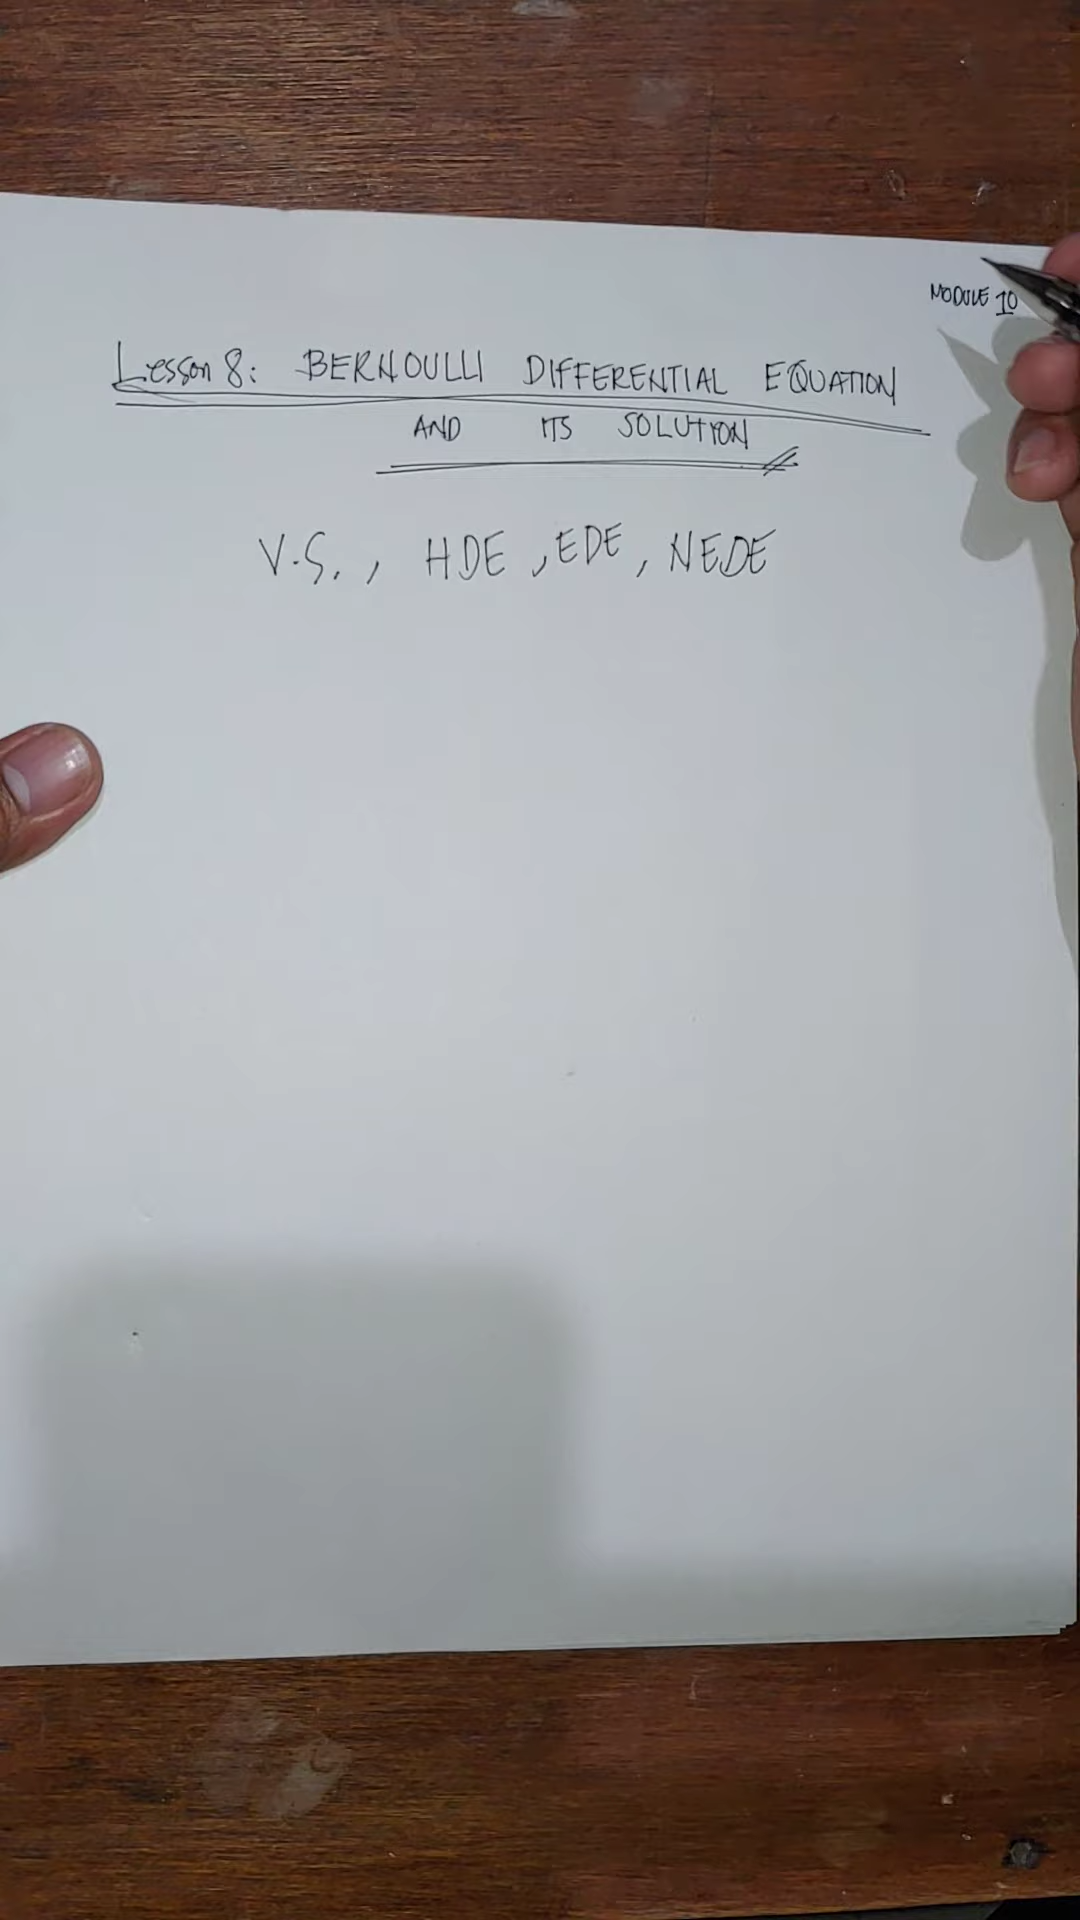 MODULE 10
Lesson 8: BERNOULLI DIFFERENTIAL EQUATION
AND ITS SOLUTION
V.S., HDE, EDE, NEDE